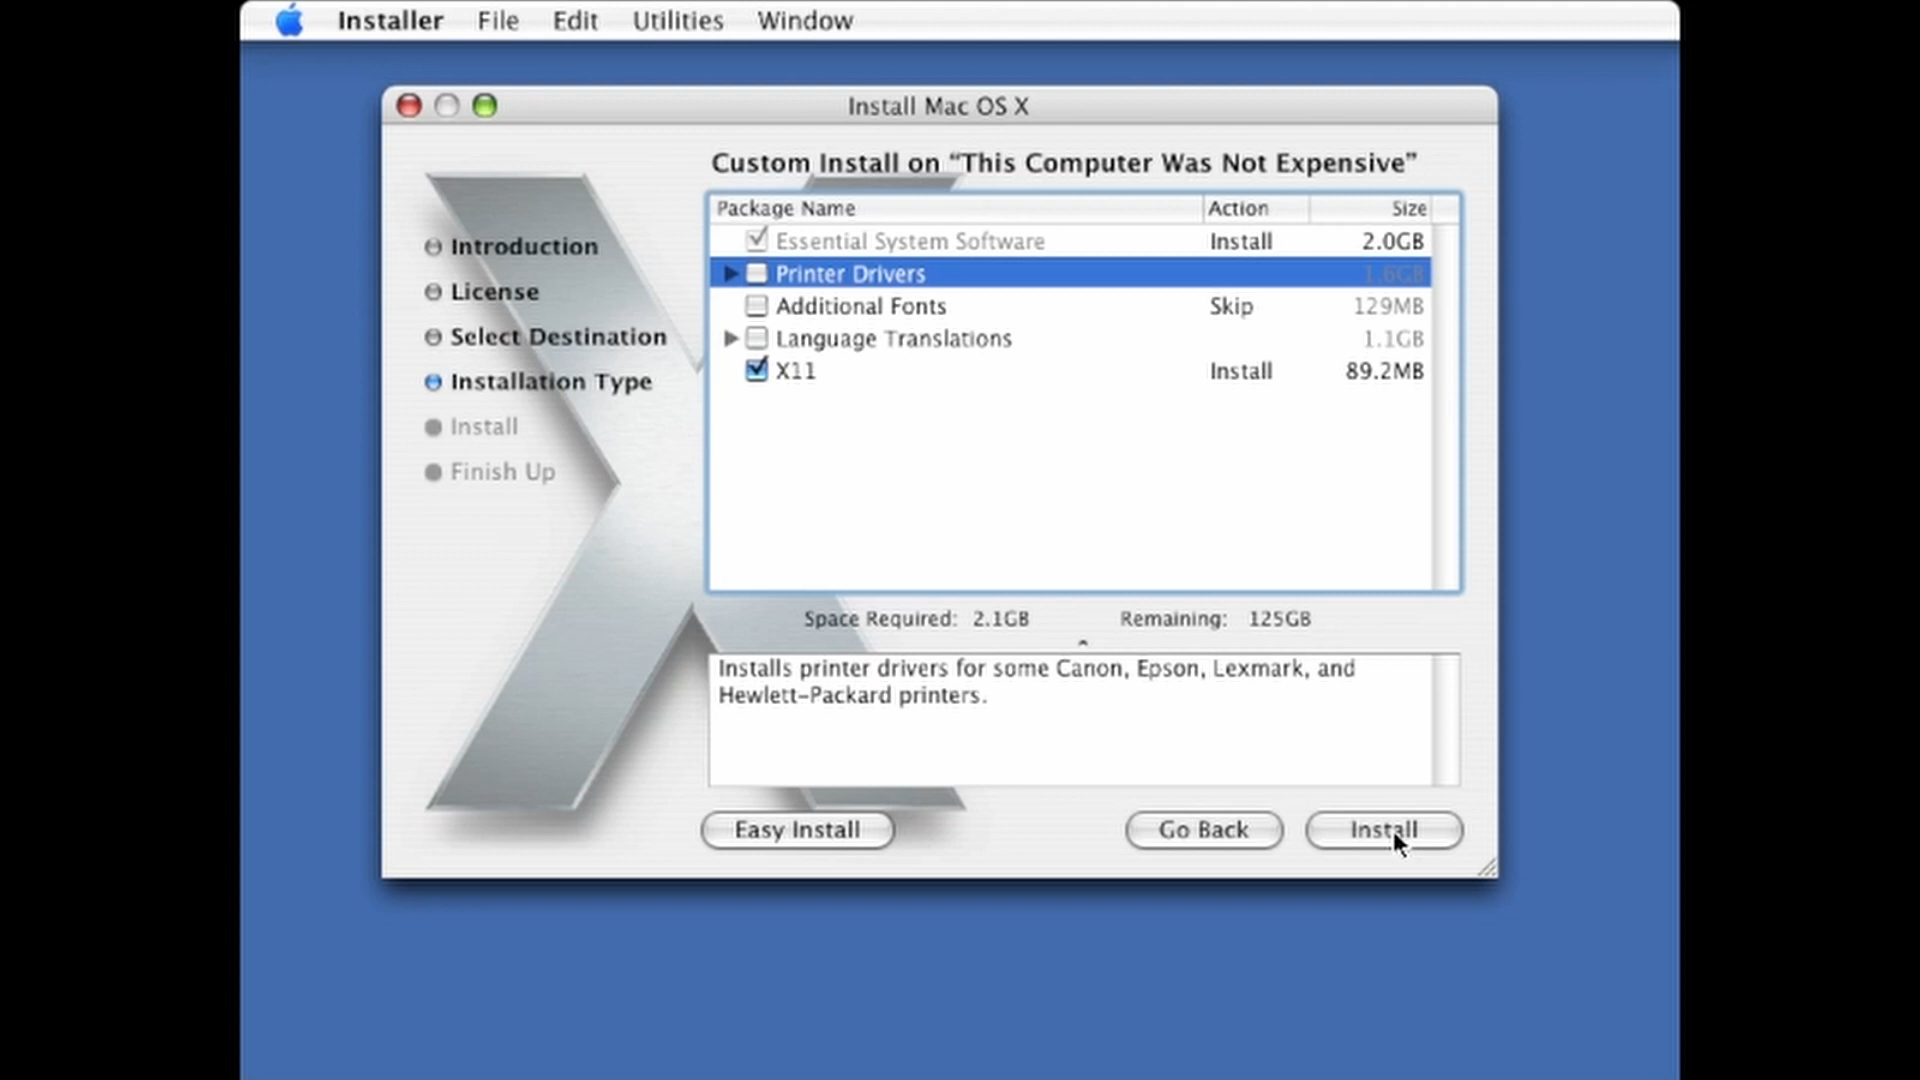 Installer File Edit Utilities Window
Install Mac OS X
Custom Install on “This Computer Was Not Expensive”
Introduction
License
Select Destination
Installation Type
Install
Finish Up
Package Name Action Size
Essential System Software Install 2.0GB
Printer Drivers 1.6GB
Additional Fonts Skip 129MB
Language Translations 1.1GB
X11 Install 89.2MB
Space Required: 2.1GB Remaining: 125GB
Installs printer drivers for some Canon, Epson, Lexmark, and
Hewlett-Packard printers.
Easy Install Go Back Install